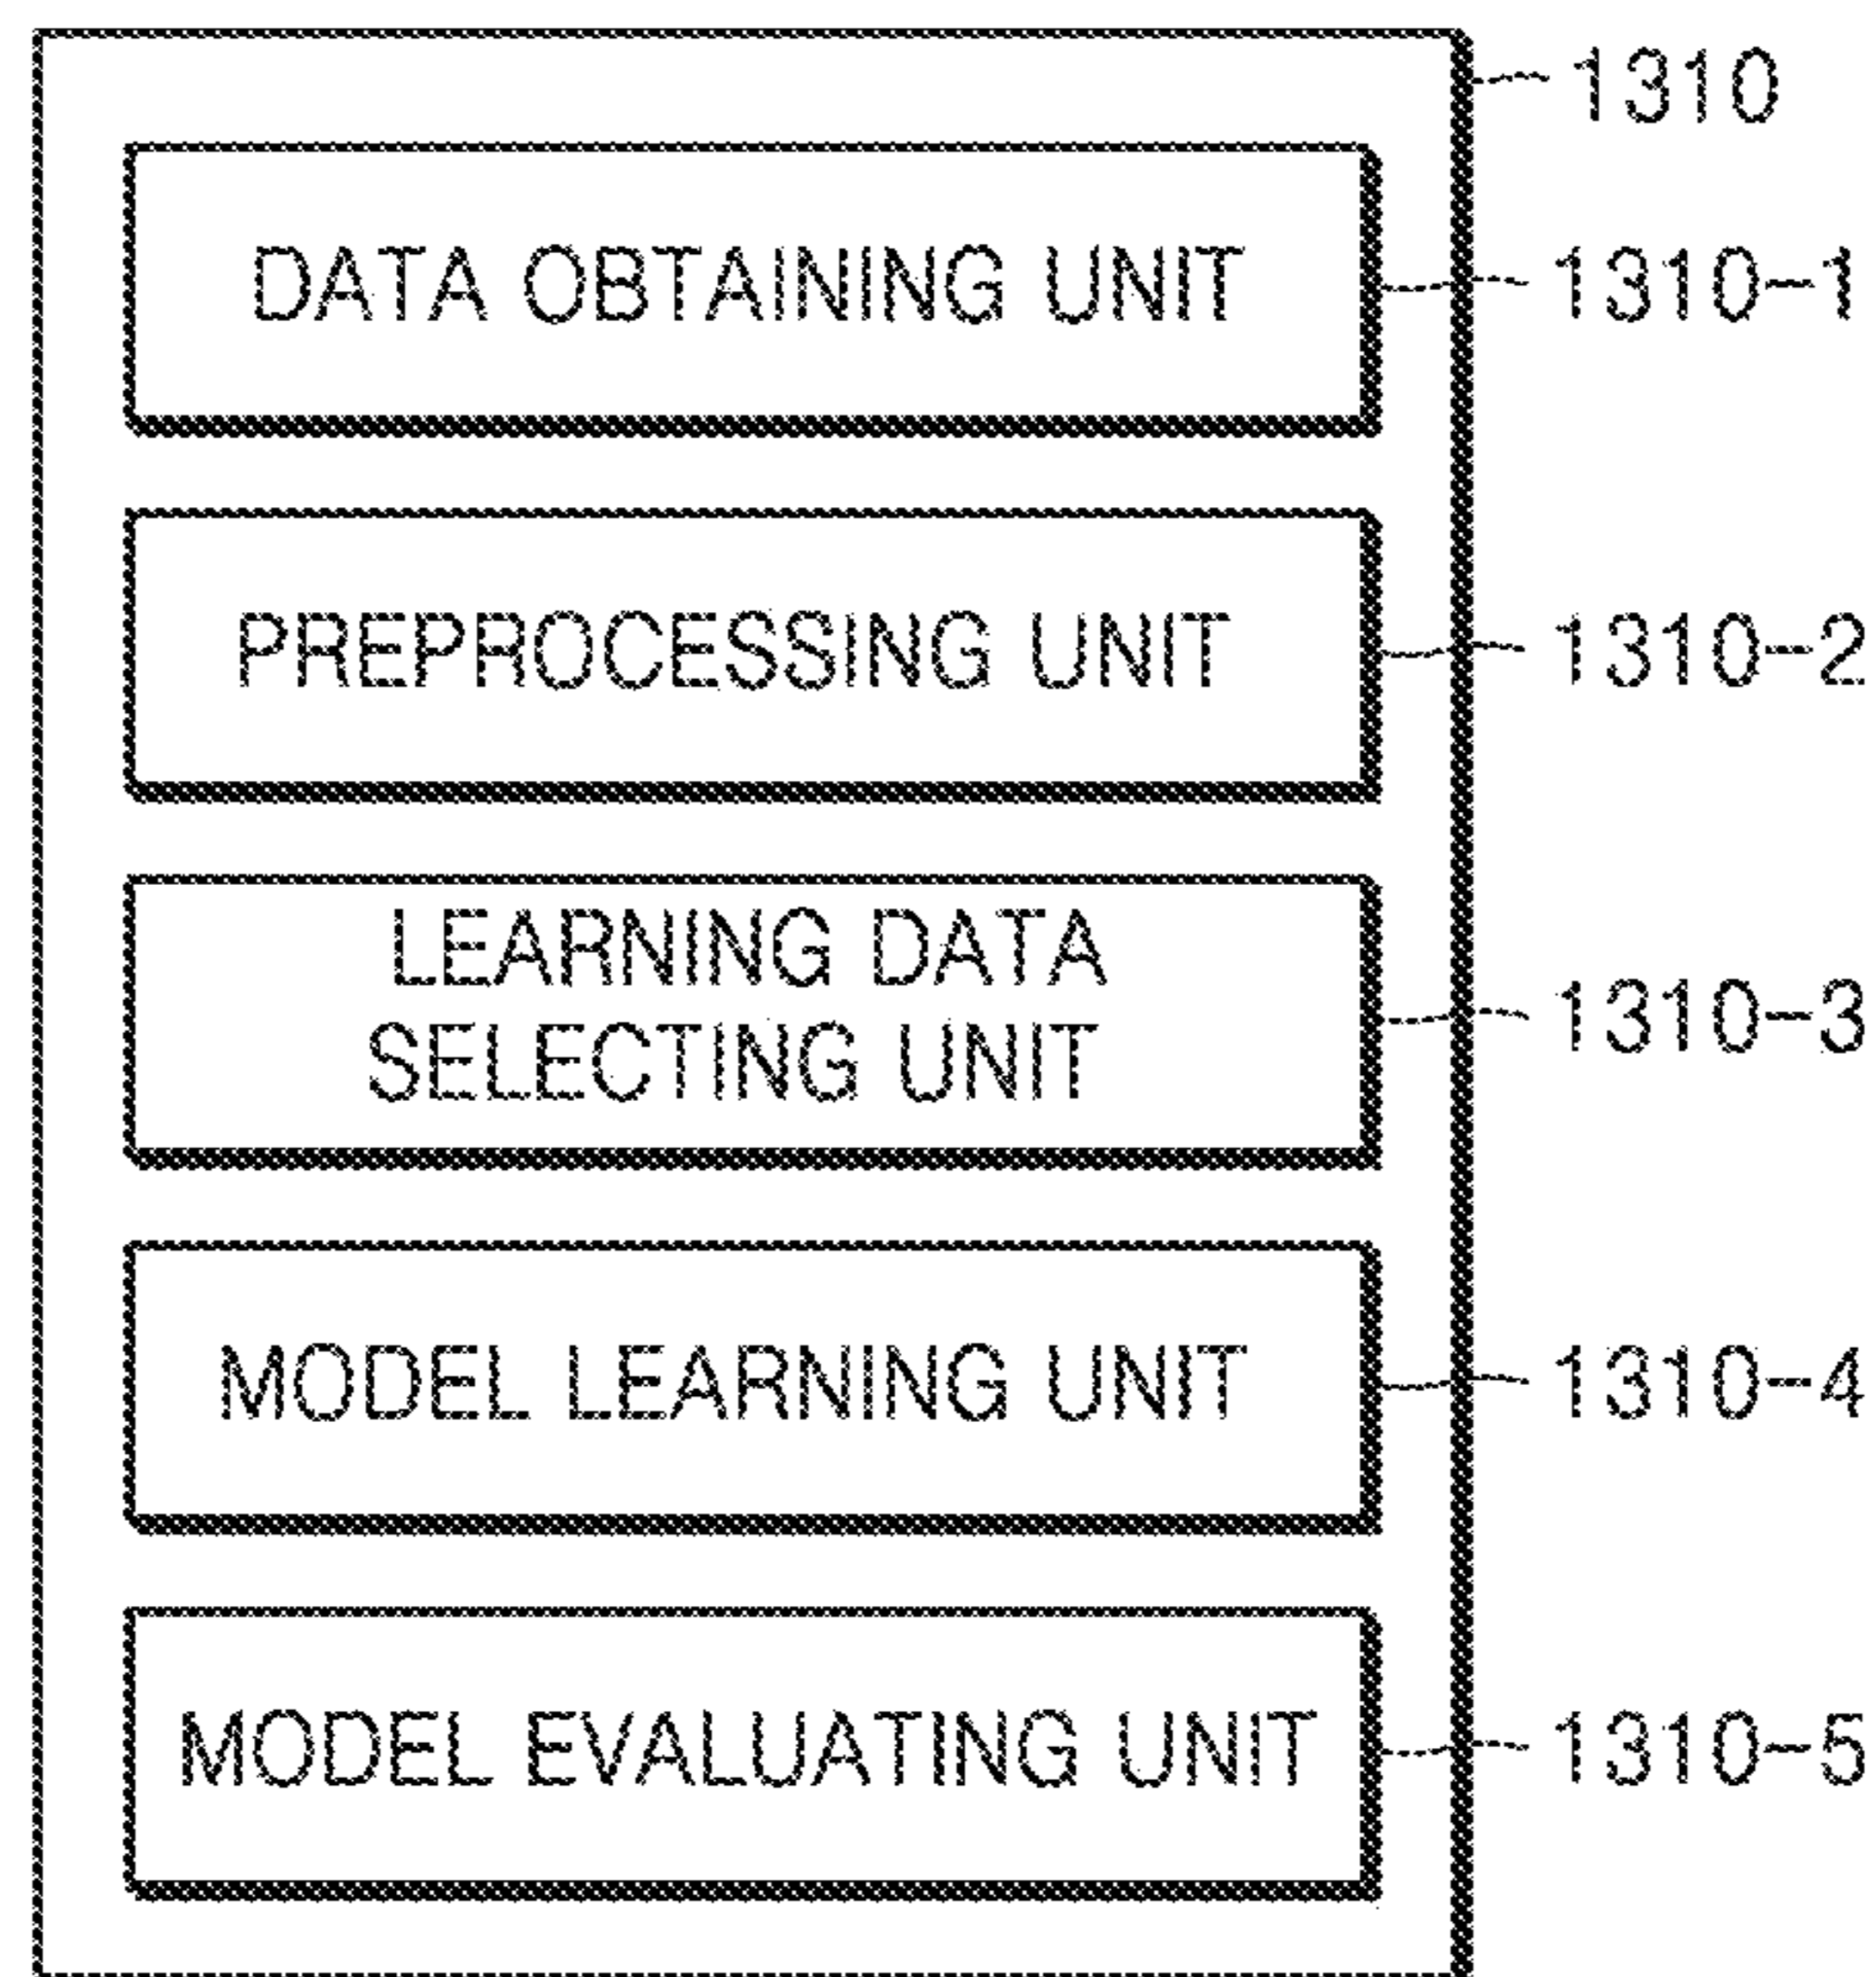 1310
DATA OBTAINING UNIT
1310-1
PREPROCESSING UNIT
1310-2
LEARNING DATA
SELECTING UNIT
1310-3
MODEL LEARNING UNIT
1310-4
MODEL EVALUATING UNIT
1310-5